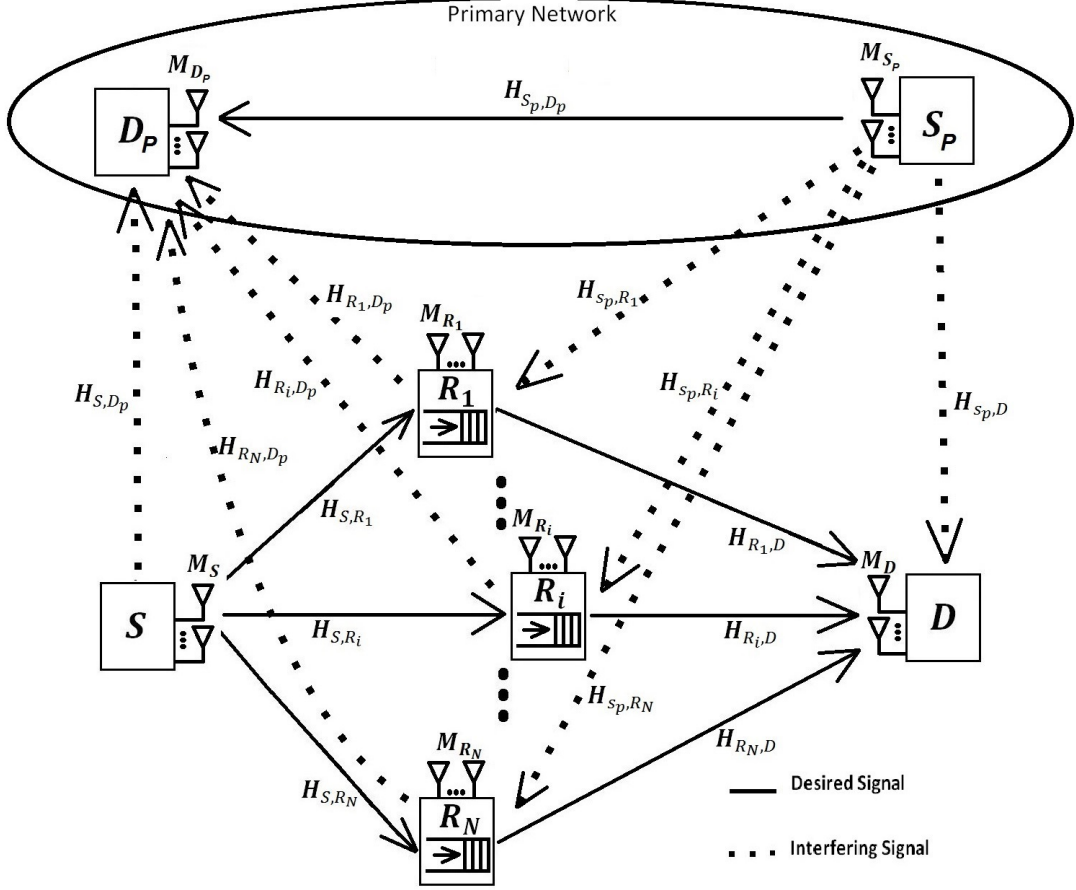 Primary Network
M_{D_P}
M_{S_P}
H_{S_p,D_p}
D_P
S_P
H_{R_1,D_p}
H_{s_p,R_1}
M_{R_1}
H_{S,D_p}
H_{R_i,D_p}
R_1
H_{s_p,R_i}
H_{s_p,D}
H_{R_N,D_p}
H_{S,R_1}
M_{R_i}
H_{R_1,D}
M_S
M_D
S
R_i
D
H_{S,R_i}
H_{R_i,D}
H_{s_p,R_N}
M_{R_N}
H_{R_N,D}
H_{S,R_N}
R_N
Desired Signal
Interfering Signal